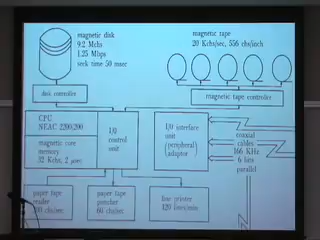 magnetic disk
9.2 Mchs
1.25 Mbps
seek time 50 msec
magnetic tape
20 Kchs/sec, 556 chs/inch
disk controller
magnetic tape controller
CPU
NEAC 2200/200
magnetic core
memory
32 Kchs, 2 μsec
I/O
control
unit
I/O interface
unit
(peripheral)
(adaptor)
coaxial
cables
166 KHz
6 bits
parallel
paper tape
reader
chs/sec
paper tape
puncher
60 chs/sec
line printer
120 lines/min